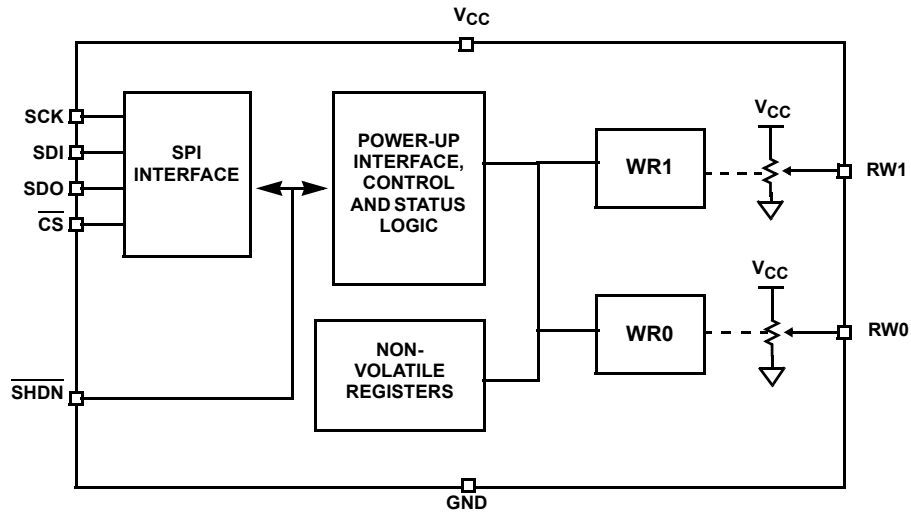 VCC
SCK
SDI
SDO
CS
SHDN
SPI
INTERFACE
POWER-UP
INTERFACE,
CONTROL
AND STATUS
LOGIC
NON-
VOLATILE
REGISTERS
WR1
VCC
RW1
WR0
VCC
RW0
GND